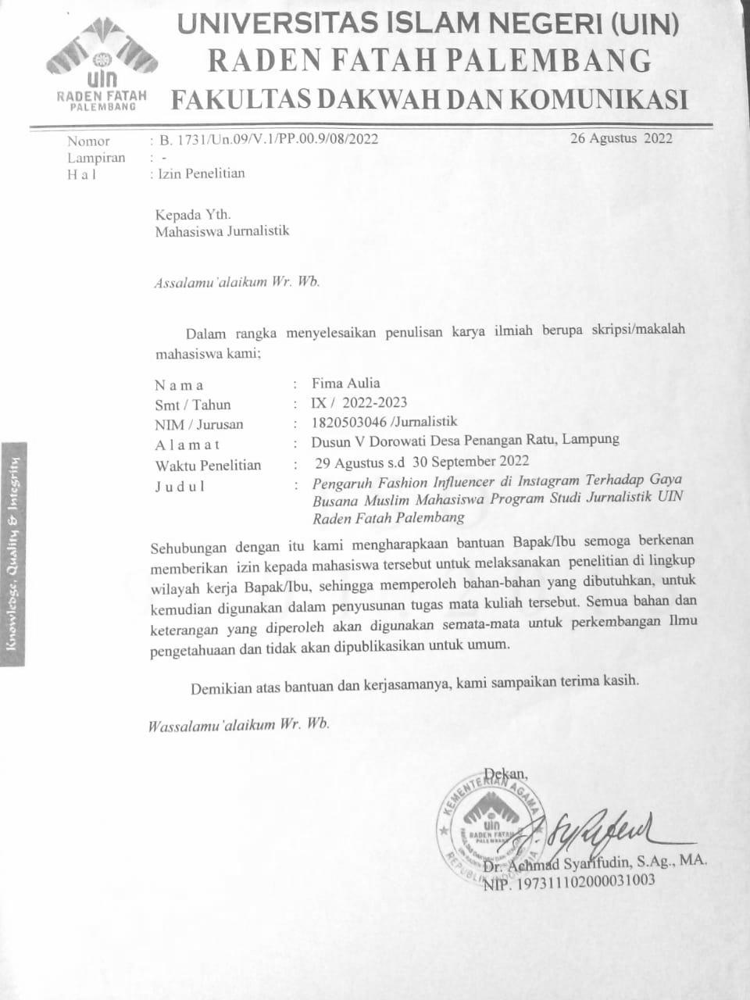 UNIVERSITAS ISLAM NEGERI (UIN)
RADEN FATAH PALEMBANG
FAKULTAS DAKWAH DAN KOMUNIKASI
uin
RADEN FATAH
PALEMBANG
Nomor : B. 1731/Un.09/V.1/PP.00.9/08/2022 26 Agustus 2022
Lampiran : -
H a l : Izin Penelitian
Kepada Yth.
Mahasiswa Jurnalistik
Assalamu'alaikum Wr. Wb.
Dalam rangka menyelesaikan penulisan karya ilmiah berupa skripsi/makalah
mahasiswa kami;
N a m a : Fima Aulia
Smt / Tahun : IX / 2022-2023
NIM / Jurusan : 1820503046 /Jurnalistik
A l a m a t : Dusun V Dorowati Desa Penangan Ratu, Lampung
Waktu Penelitian : 29 Agustus s.d 30 September 2022
J u d u l : Pengaruh Fashion Influencer di Instagram Terhadap Gaya
Busana Muslim Mahasiswa Program Studi Jurnalistik UIN
Raden Fatah Palembang
Sehubungan dengan itu kami mengharapkaan bantuan Bapak/Ibu semoga berkenan
memberikan izin kepada mahasiswa tersebut untuk melaksanakan penelitian di lingkup
wilayah kerja Bapak/Ibu, sehingga memperoleh bahan-bahan yang dibutuhkan, untuk
kemudian digunakan dalam penyusunan tugas mata kuliah tersebut. Semua bahan dan
keterangan yang diperoleh akan digunakan semata-mata untuk perkembangan Ilmu
pengetahuaan dan tidak akan dipublikasikan untuk umum.
Demikian atas bantuan dan kerjasamanya, kami sampaikan terima kasih.
Wassalamu'alaikum Wr. Wb.
Knowledge, Quality & Integrity
Dekan,
KEMENTERIAN AGAMA
uin
RADEN FATAH
PALEMBANG
REPUBLIK INDONESIA
Dr. Achmad Syarifudin, S.Ag., MA.
NIP. 197311102000031003